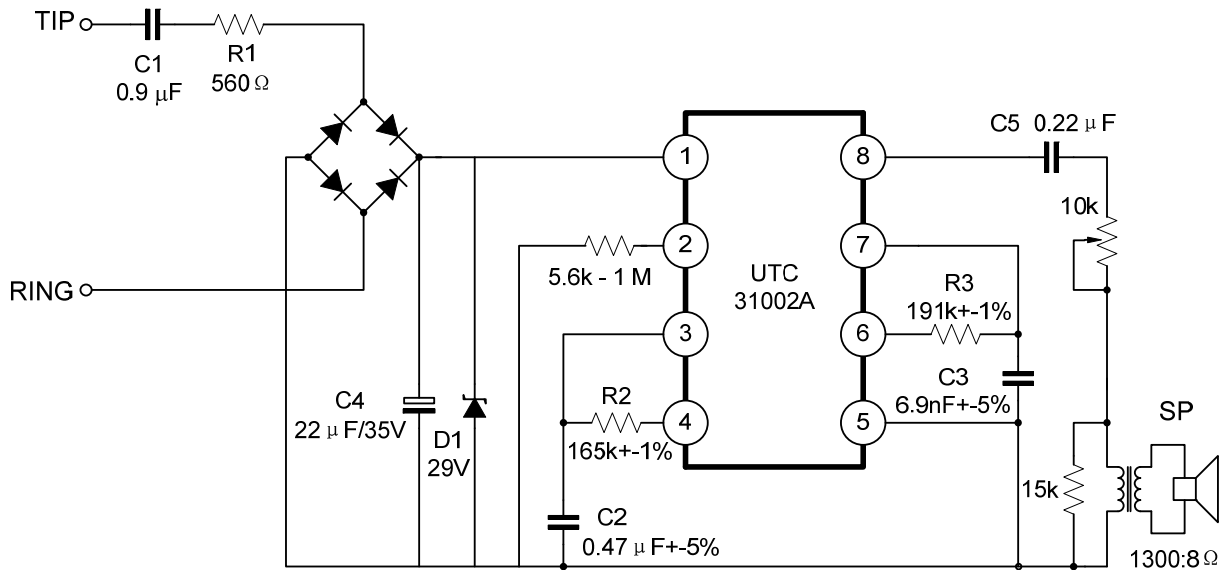 TIP
C1
0.9 μF
R1
560 Ω
RING
C4
22 μF/35V
D1
29V
1
2
3
4
5.6k - 1 M
R2
165k+-1%
C2
0.47 μF+-5%
UTC
31002A
8
7
6
5
R3
191k+-1%
C3
6.9nF+-5%
C5 0.22 μF
10k
15k
SP
1300:8 Ω